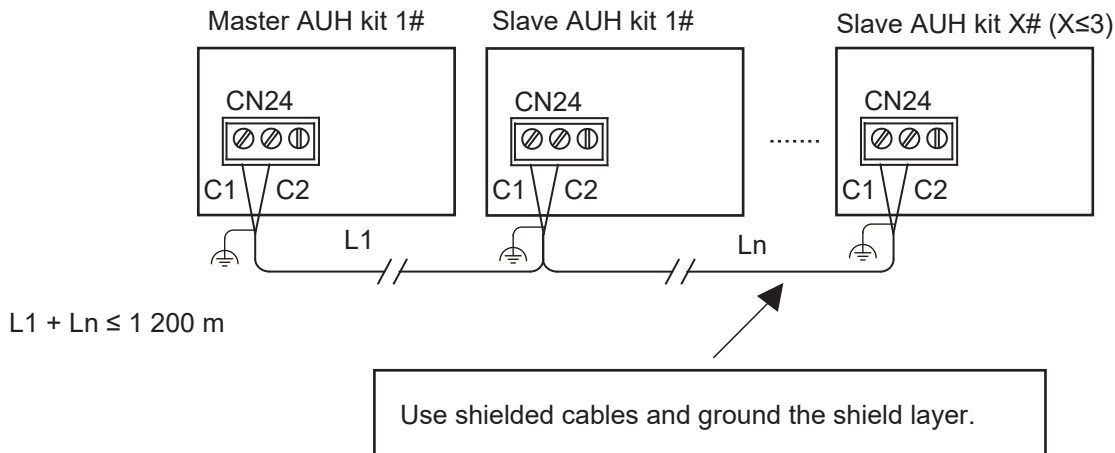 Master AUH kit 1#
Slave AUH kit 1#
Slave AUH kit X# (X≤3)
CN24
CN24
CN24
.......
C1
C2
C1
C2
C1
C2
L1
Ln
L1 + Ln ≤ 1 200 m
Use shielded cables and ground the shield layer.